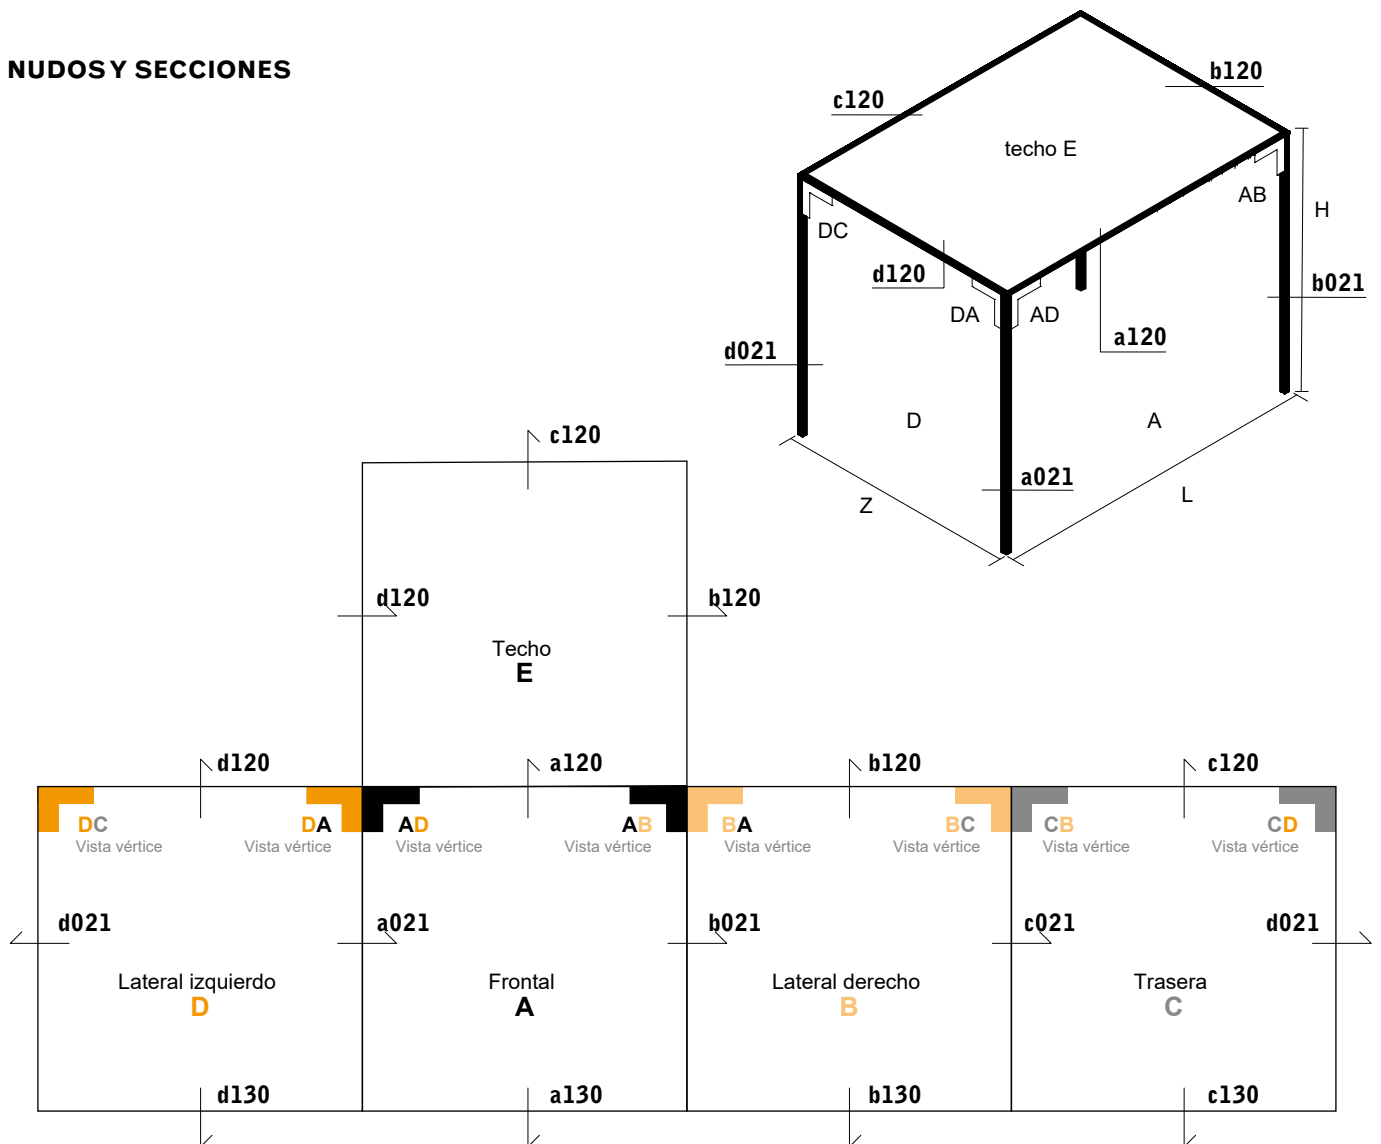 NUDOS Y SECCIONES
b120
c120
techo E
AB
H
DC
d120
b021
DA
AD
a120
d021
D
A
a021
Z
L
c120
d120
b120
Techo
E
d120
a120
b120
c120
DC
DA
AD
AB
BA
BC
CB
CD
Vista vértice
Vista vértice
Vista vértice
Vista vértice
Vista vértice
Vista vértice
Vista vértice
Vista vértice
d021
a021
b021
c021
d021
Lateral izquierdo
D
Frontal
A
Lateral derecho
B
Trasera
C
d130
a130
b130
c130